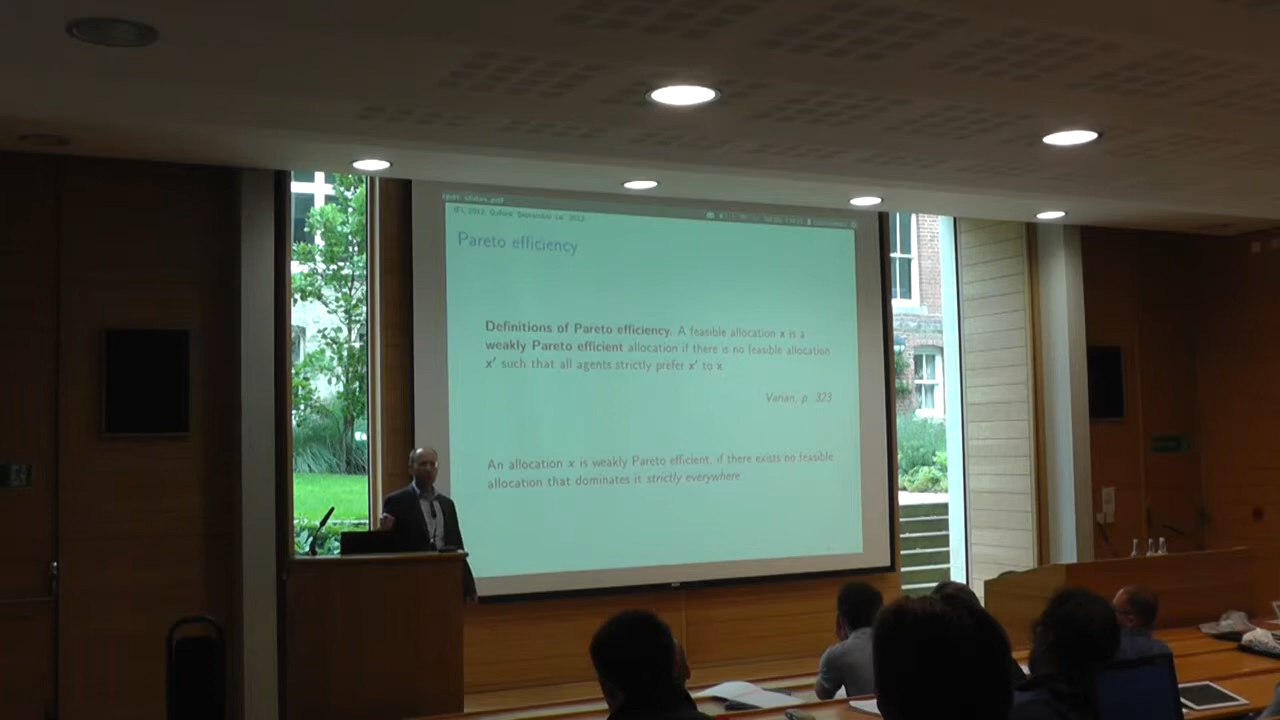 Pareto efficiency
Definitions of Pareto efficiency. A feasible allocation x is a
weakly Pareto efficient allocation if there is no feasible allocation
x′ such that all agents strictly prefer x′ to x.
Varian, p. 323
An allocation x is weakly Pareto efficient, if there exists no feasible
allocation that dominates it strictly everywhere.